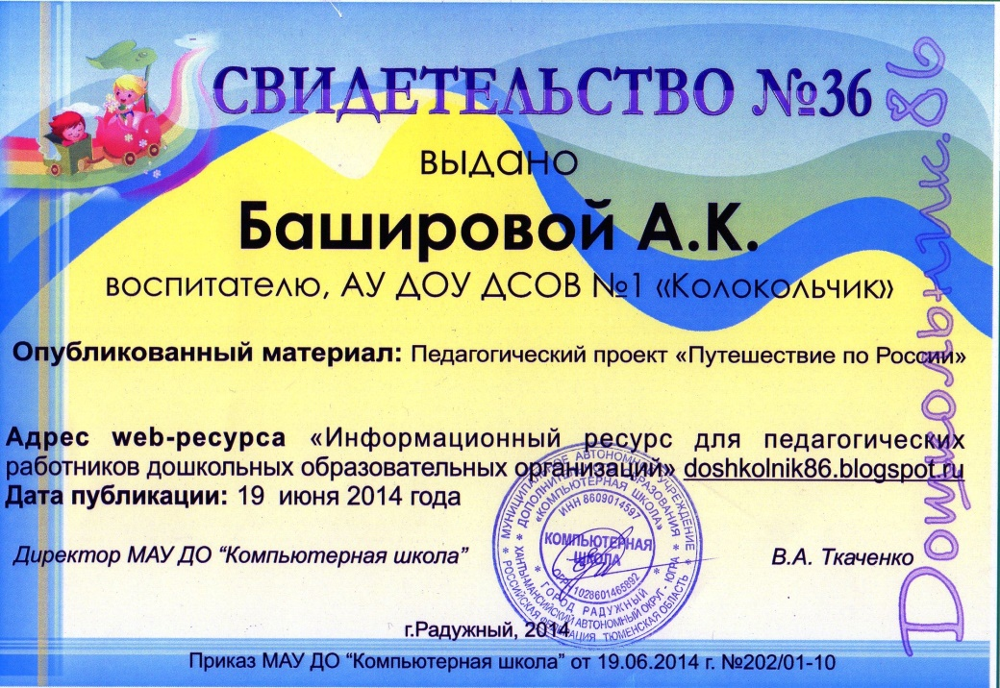 СВИДЕТЕЛЬСТВО №36
выдано
Башировой А.К.
воспитателю, АУ ДОУ ДСОВ №1 «Колокольчик»
Опубликованный материал: Педагогический проект «Путешествие по России»
Адрес web-ресурса «Информационный ресурс для педагогических
работников дошкольных образовательных организаций» doshkolnik86.blogspot.ru
Дата публикации: 19 июня 2014 года
Директор МАУ ДО “Компьютерная школа”
В.А. Ткаченко
МУНИЦИПАЛЬНОЕ АВТОНОМНОЕ УЧРЕЖДЕНИЕ
ДОПОЛНИТЕЛЬНОГО ОБРАЗОВАНИЯ
«КОМПЬЮТЕРНАЯ ШКОЛА»
ИНН 8609014597
КОМПЬЮТЕРНАЯ
ШКОЛА
ОГРН 1028601465892
ГОРОД РАДУЖНЫЙ
ХАНТЫ-МАНСИЙСКИЙ АВТОНОМНЫЙ ОКРУГ - ЮГРА
РОССИЙСКАЯ ФЕДЕРАЦИЯ ТЮМЕНСКАЯ ОБЛАСТЬ
г.Радужный, 2014
Приказ МАУ ДО “Компьютерная школа” от 19.06.2014 г. №202/01-10
Дошкольник.86